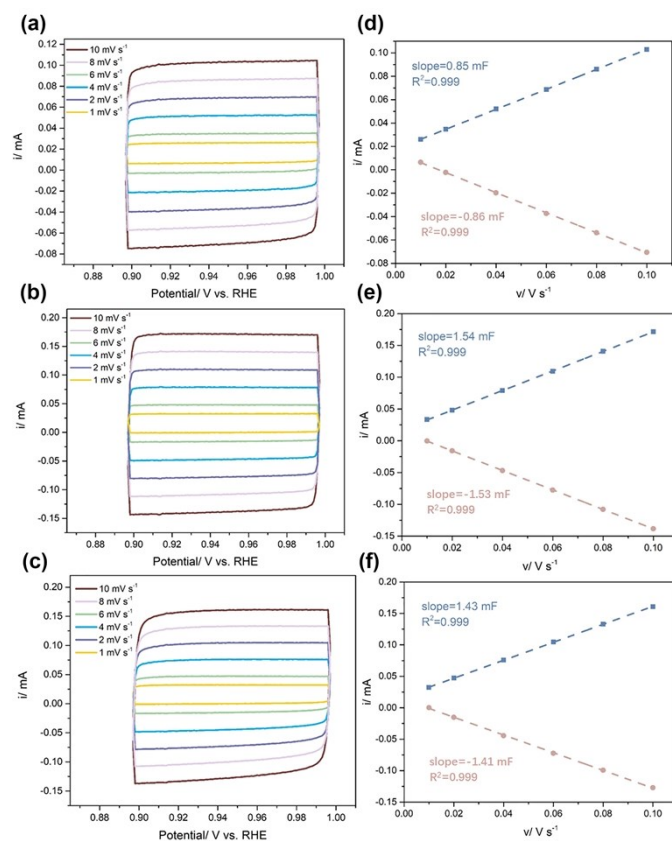 (a)
10 mV s⁻¹
8 mV s⁻¹
6 mV s⁻¹
4 mV s⁻¹
2 mV s⁻¹
1 mV s⁻¹
0.10
0.08
0.06
0.04
0.02
0.00
-0.02
-0.04
-0.06
-0.08
i/ mA
0.88 0.90 0.92 0.94 0.96 0.98 1.00
Potential/ V vs. RHE
(d)
slope=0.85 mF
R²=0.999
slope=-0.86 mF
R²=0.999
0.10
0.08
0.06
0.04
0.02
0.00
-0.02
-0.04
-0.06
-0.08
i/ mA
0.00 0.02 0.04 0.06 0.08 0.10
v/ V s⁻¹
(b)
10 mV s⁻¹
8 mV s⁻¹
6 mV s⁻¹
4 mV s⁻¹
2 mV s⁻¹
1 mV s⁻¹
0.20
0.15
0.10
0.05
0.00
-0.05
-0.10
-0.15
i/ mA
0.88 0.90 0.92 0.94 0.96 0.98 1.00
Potential/ V vs. RHE
(e)
slope=1.54 mF
R²=0.999
slope=-1.53 mF
R²=0.999
0.20
0.15
0.10
0.05
0.00
-0.05
-0.10
-0.15
i/ mA
0.00 0.02 0.04 0.06 0.08 0.10
v/ V s⁻¹
(c)
10 mV s⁻¹
8 mV s⁻¹
6 mV s⁻¹
4 mV s⁻¹
2 mV s⁻¹
1 mV s⁻¹
0.20
0.15
0.10
0.05
0.00
-0.05
-0.10
-0.15
i/ mA
0.88 0.90 0.92 0.94 0.96 0.98 1.00
Potential/ V vs. RHE
(f)
slope=1.43 mF
R²=0.999
slope=-1.41 mF
R²=0.999
0.20
0.15
0.10
0.05
0.00
-0.05
-0.10
-0.15
i/ mA
0.00 0.02 0.04 0.06 0.08 0.10
v/ V s⁻¹